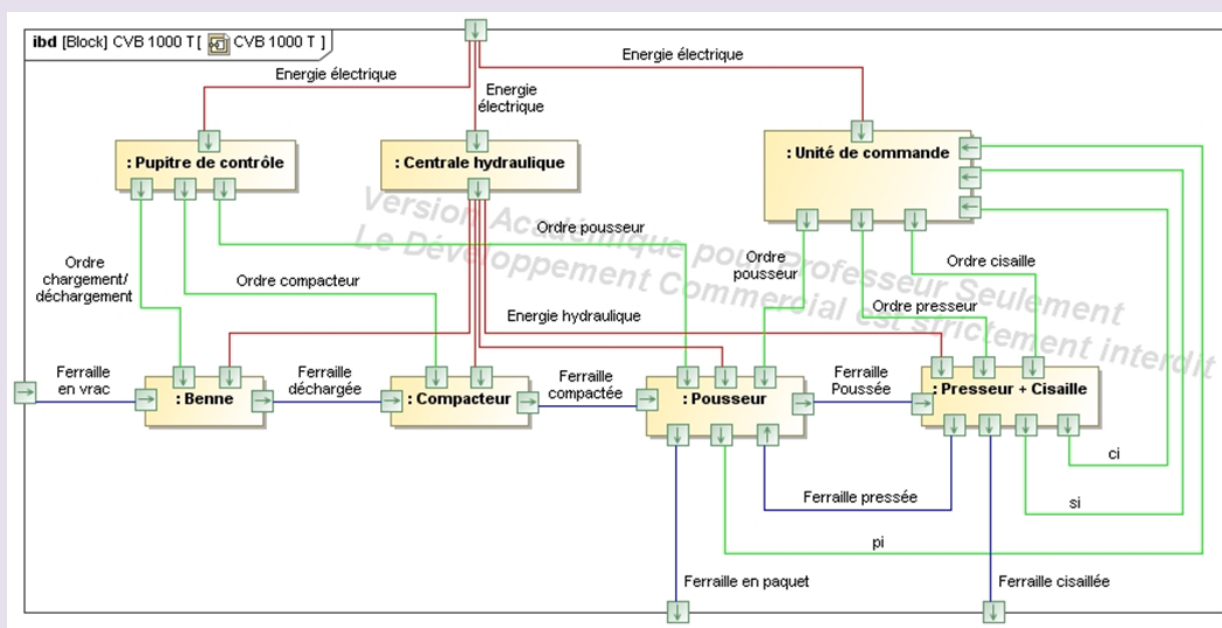 ibd [Block] CVB 1000 T [ CVB 1000 T ]
Energie électrique
Energie
électrique
Energie électrique
: Pupitre de contrôle
: Centrale hydraulique
: Unité de commande
Version Académique pour Professeur Seulement
Le Développement Commercial est strictement interdit
Ordre
chargement/
déchargement
Ordre compacteur
Ordre pousseur
Ordre
pousseur
Ordre cisaille
Ordre presseur
Energie hydraulique
Ferraille
en vrac
: Benne
Ferraille
déchargée
: Compacteur
Ferraille
compactée
: Pousseur
Ferraille
Poussée
: Presseur + Cisaille
ci
Ferraille pressée
si
pi
Ferraille en paquet
Ferraille cisaillée